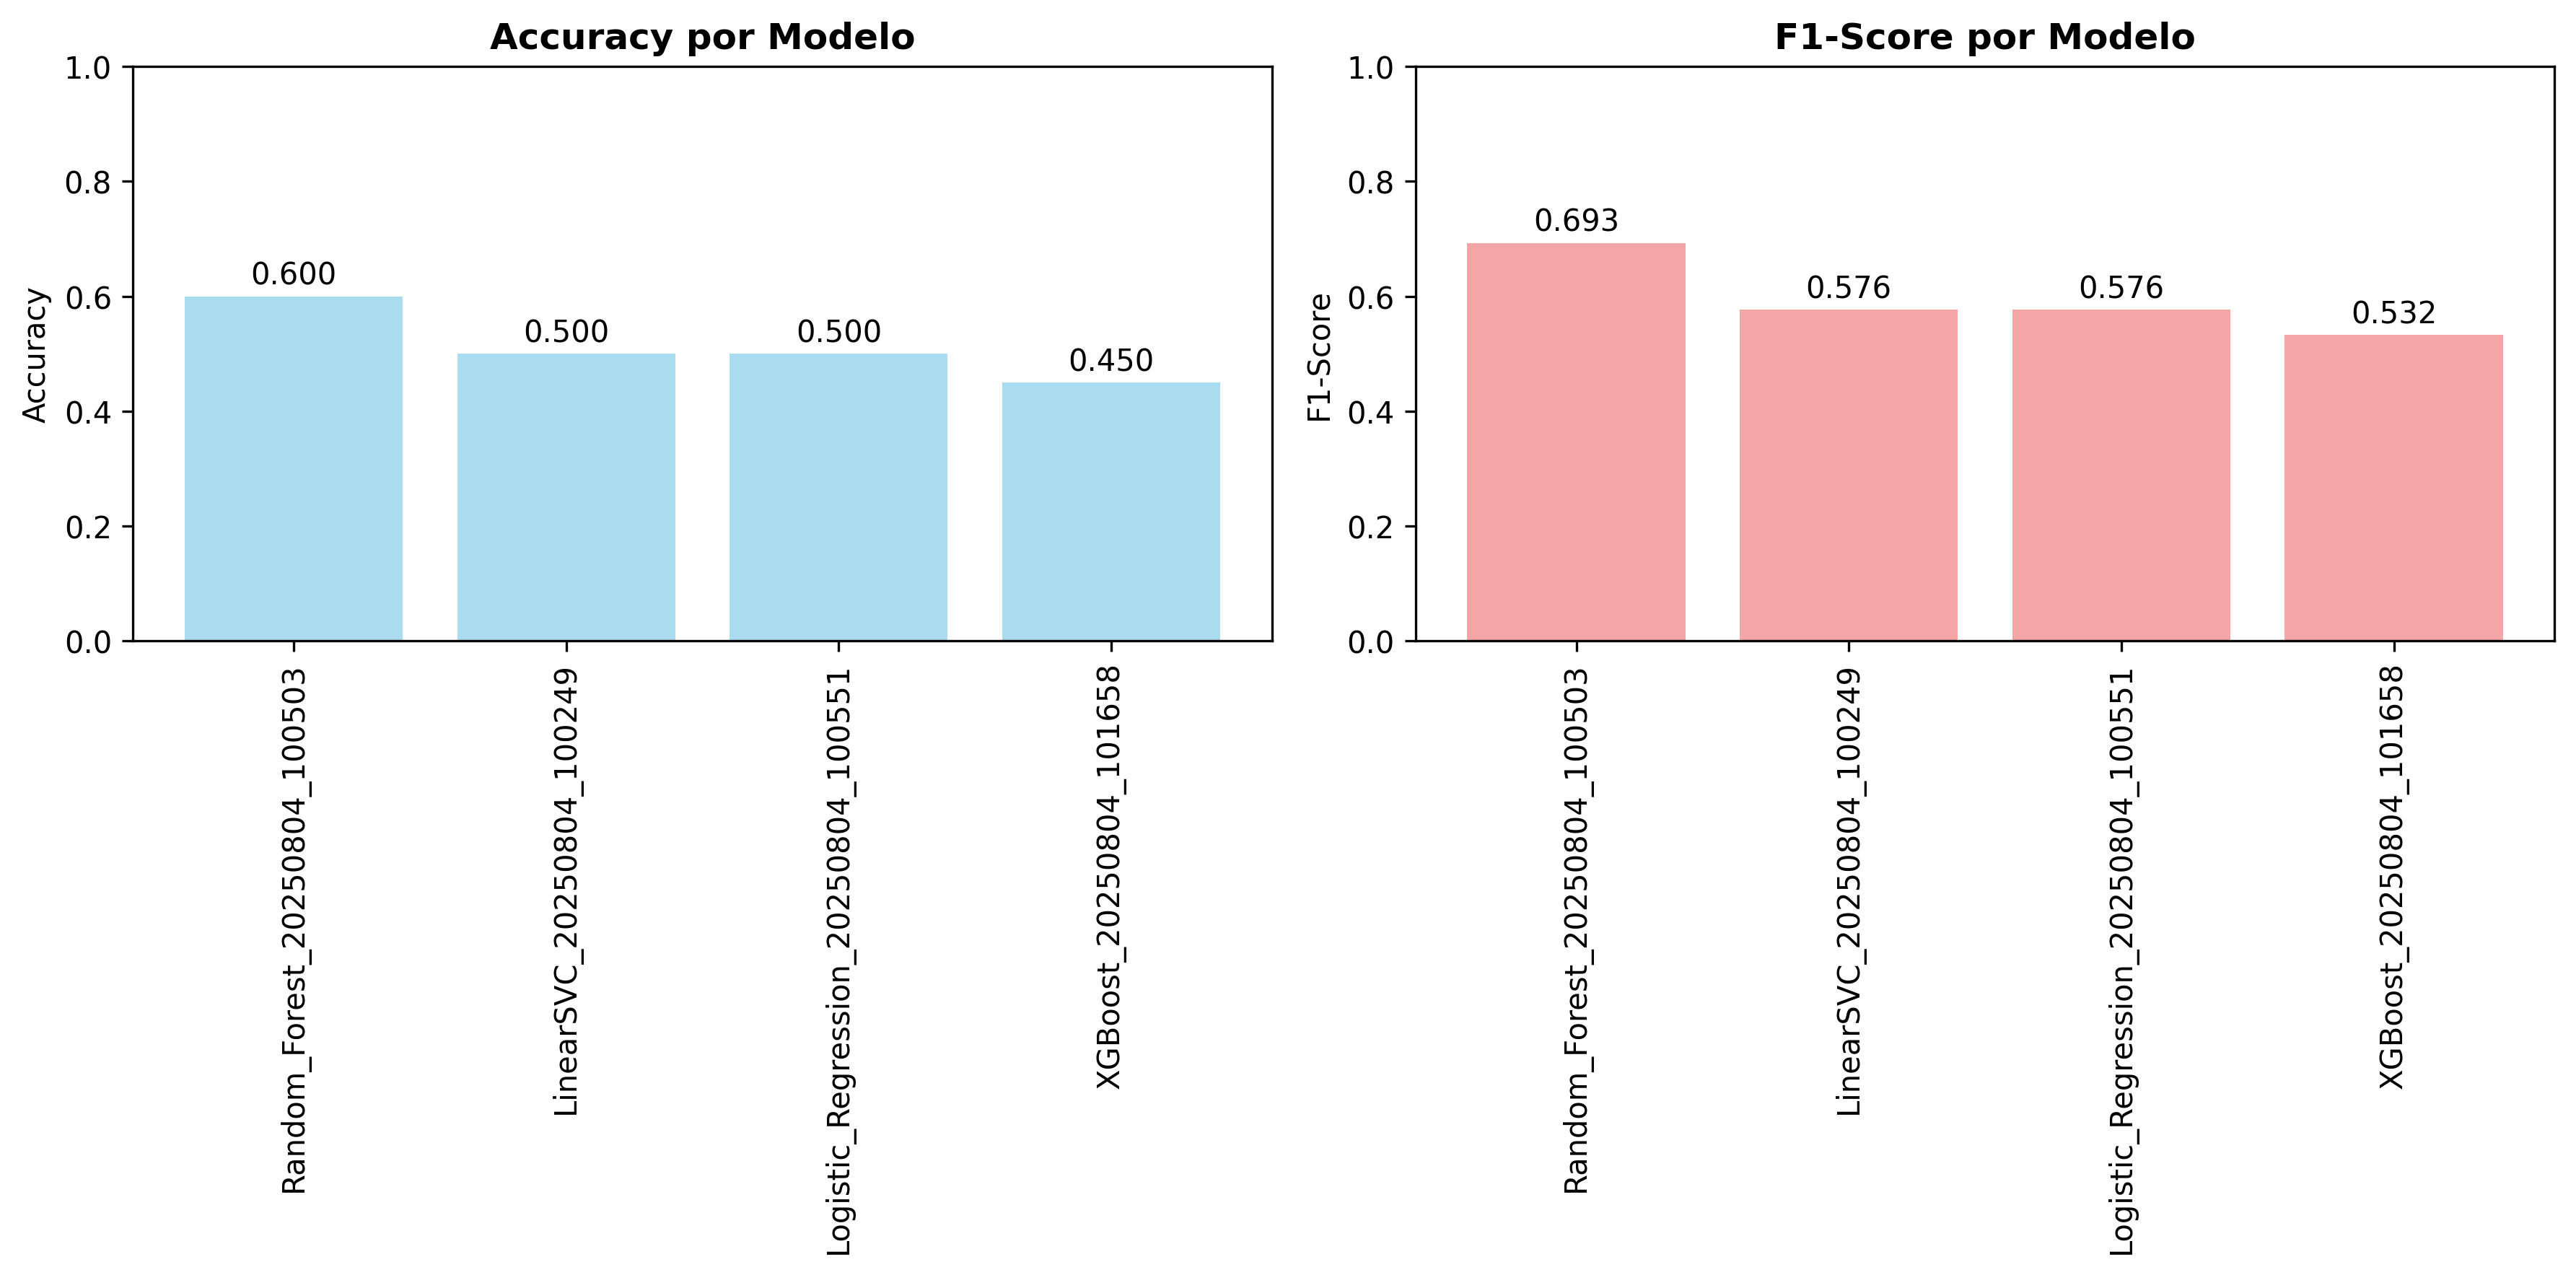 Accuracy por Modelo
1.0
0.8
0.6
0.4
0.2
0.0
Accuracy
0.600
0.500
0.500
0.450
Random_Forest_20250804_100503
LinearSVC_20250804_100249
Logistic_Regression_20250804_100551
XGBoost_20250804_101658
F1-Score por Modelo
1.0
0.8
0.6
0.4
0.2
0.0
F1-Score
0.693
0.576
0.576
0.532
Random_Forest_20250804_100503
LinearSVC_20250804_100249
Logistic_Regression_20250804_100551
XGBoost_20250804_101658